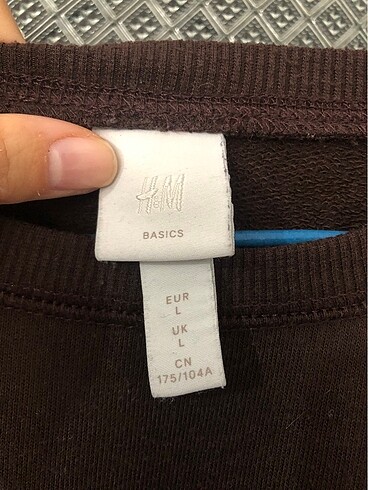 H&M
BASICS
EUR
L
UK
L
CN
175/104A